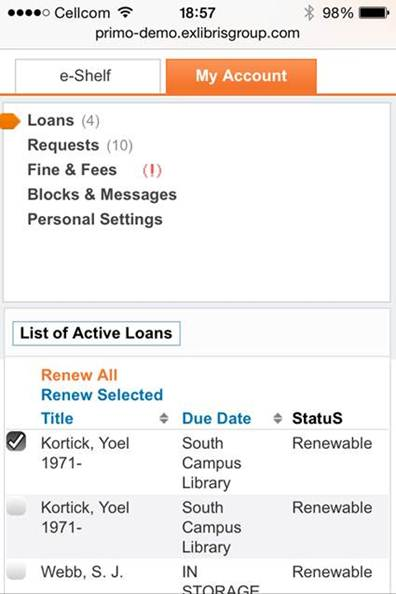 Cellcom 18:57 98%
primo-demo.exlibrisgroup.com
e-Shelf My Account
Loans (4)
Requests (10)
Fine & Fees (!)
Blocks & Messages
Personal Settings
List of Active Loans
Renew All
Renew Selected
Title Due Date StatuS
Kortick, Yoel South Renewable
1971- Campus
Library
Kortick, Yoel South Renewable
1971- Campus
Library
Webb, S. J. IN Renewable
STORAGE